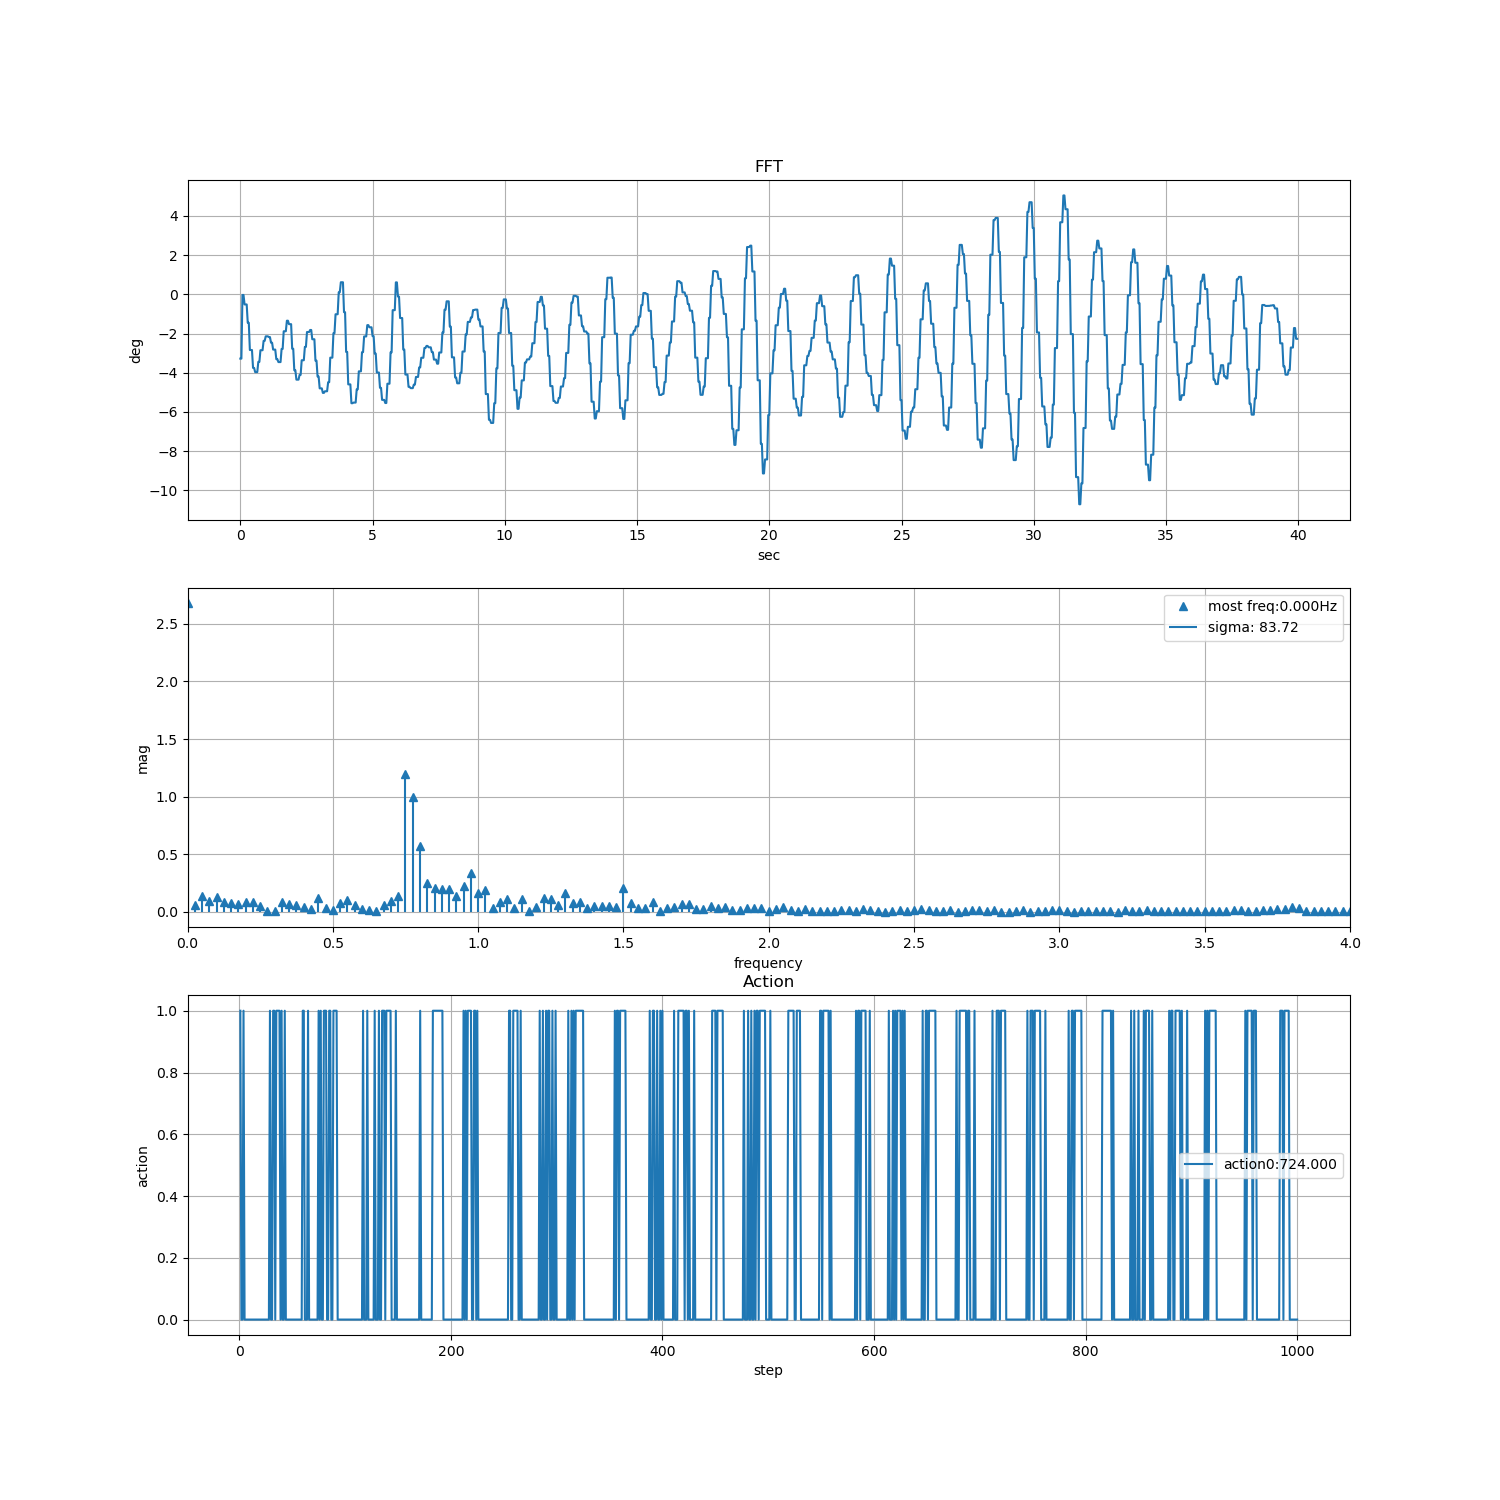 FFT
4
2
0
−2
−4
−6
−8
−10
deg
0 5 10 15 20 25 30 35 40
sec
most freq:0.000Hz
sigma: 83.72
2.5
2.0
1.5
1.0
0.5
0.0
mag
0.0 0.5 1.0 1.5 2.0 2.5 3.0 3.5 4.0
frequency
Action
1.0
0.8
0.6
0.4
0.2
0.0
action
action0:724.000
0 200 400 600 800 1000
step